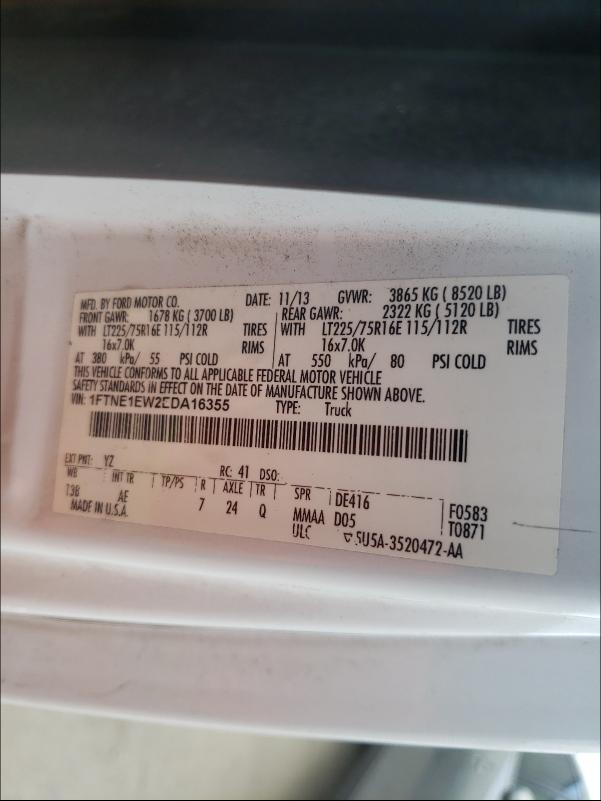 MFD. BY FORD MOTOR CO. DATE: 11/13 GVWR: 3865 KG ( 8520 LB)
FRONT GAWR: 1678 KG ( 3700 LB) REAR GAWR: 2322 KG ( 5120 LB)
WITH LT225/75R16E 115/112R TIRES WITH LT225/75R16E 115/112R TIRES
16x7.0K RIMS 16x7.0K RIMS
AT 380 kPa/ 55 PSI COLD AT 550 kPa/ 80 PSI COLD
THIS VEHICLE CONFORMS TO ALL APPLICABLE FEDERAL MOTOR VEHICLE
SAFETY STANDARDS IN EFFECT ON THE DATE OF MANUFACTURE SHOWN ABOVE.
VIN: 1FTNE1EW2EDA16355 TYPE: Truck
EXT PNT: YZ RC: 41 DSO:
WB INT TR TP/PS R AXLE TR SPR DE416 F0583
138 AE 7 24 Q MMAA D05 T0871
MADE IN U.S.A. ULC 5U5A-3520472-AA